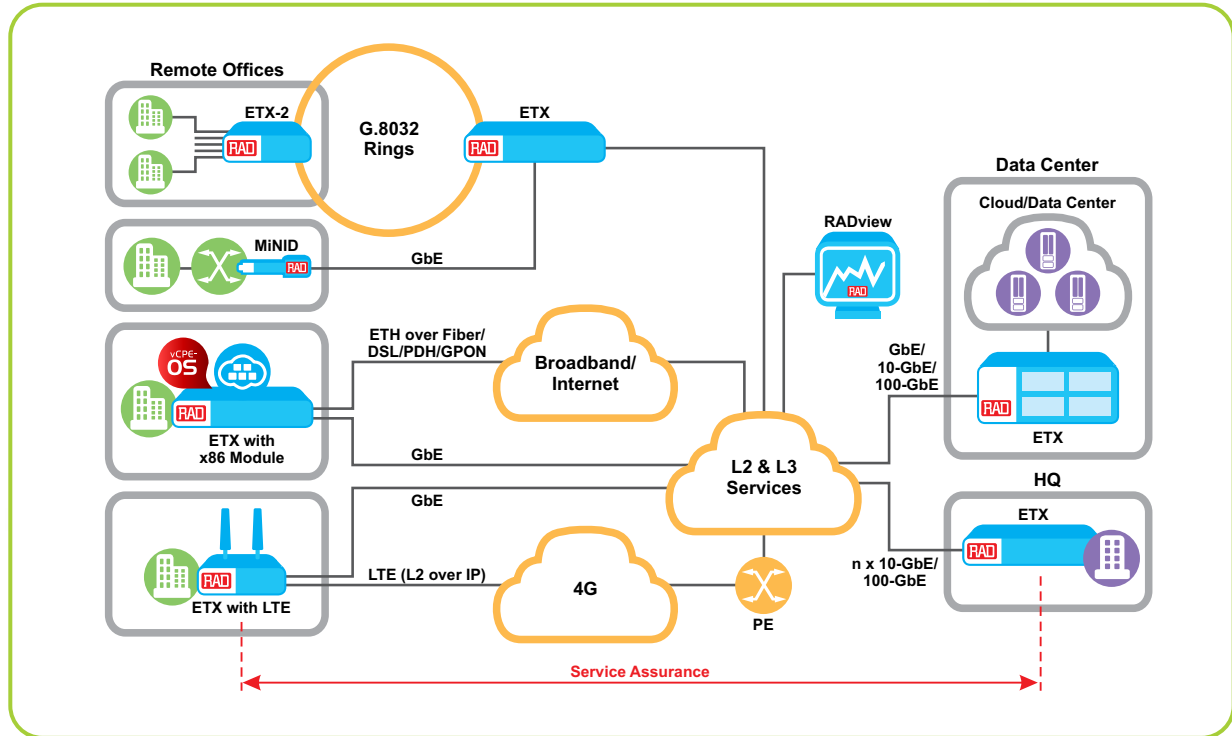 Remote Offices
ETX-2
RAD
G.8032
Rings
ETX
RAD
MiNID
RAD
GbE
vCPE-
OS
RAD
ETX with
x86 Module
ETH over Fiber/
DSL/PDH/GPON
Broadband/
Internet
GbE
RAD
ETX with LTE
GbE
LTE (L2 over IP)
4G
PE
L2 & L3
Services
RADview
RAD
Data Center
Cloud/Data Center
GbE/
10-GbE/
100-GbE
RAD
ETX
HQ
ETX
RAD
n x 10-GbE/
100-GbE
Service Assurance